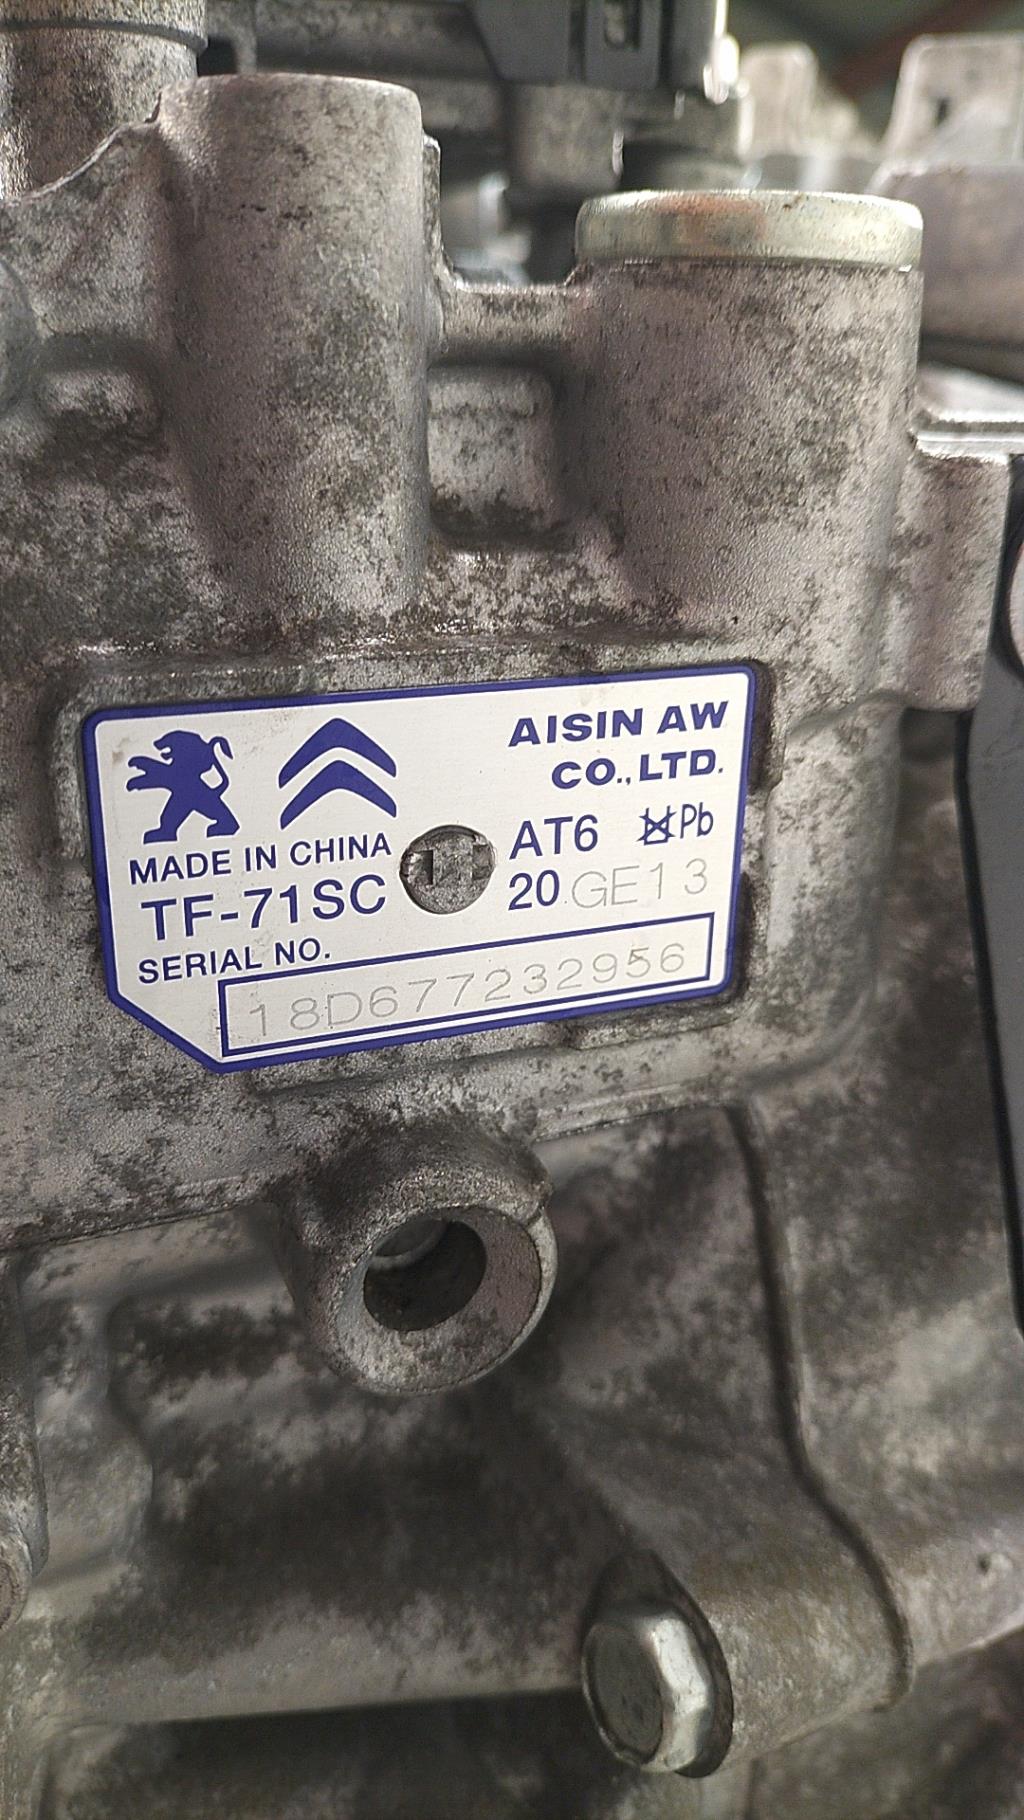 AISIN AW
CO., LTD.
MADE IN CHINA
AT6 Pb
TF-71SC
20 GE13
SERIAL NO.
18D677232956